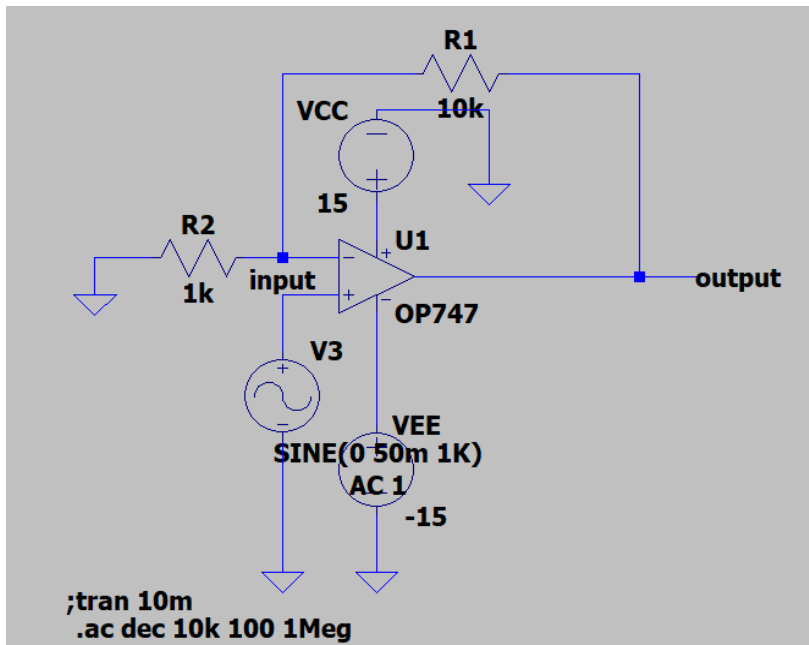 R1
10k
VCC
15
R2
1k
input
U1
OP747
output
V3
SINE(0 50m 1K)
AC 1
VEE
-15
;tran 10m
.ac dec 10k 100 1Meg